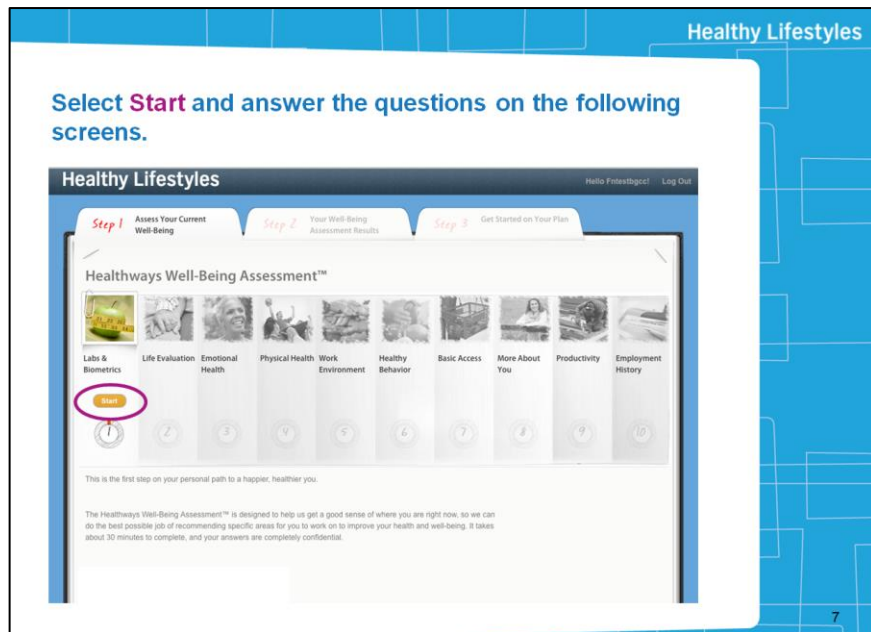 Healthy Lifestyles
Select Start and answer the questions on the following
screens.
Healthy Lifestyles
Hello Fntestbgcc! Log Out
Step 1 Assess Your Current
Well-Being
Step 2 Your Well-Being
Assessment Results
Step 3 Get Started on Your Plan
Healthways Well-Being Assessment™
Labs &
Biometrics
Life Evaluation
Emotional
Health
Physical Health
Work
Environment
Healthy
Behavior
Basic Access
More About
You
Productivity
Employment
History
Start
1 2 3 4 5 6 7 8 9 10
This is the first step on your personal path to a happier, healthier you.
The Healthways Well-Being Assessment™ is designed to help us get a good sense of where you are right now, so we can
do the best possible job of recommending specific areas for you to work on to improve your health and well-being. It takes
about 30 minutes to complete, and your answers are completely confidential.
7